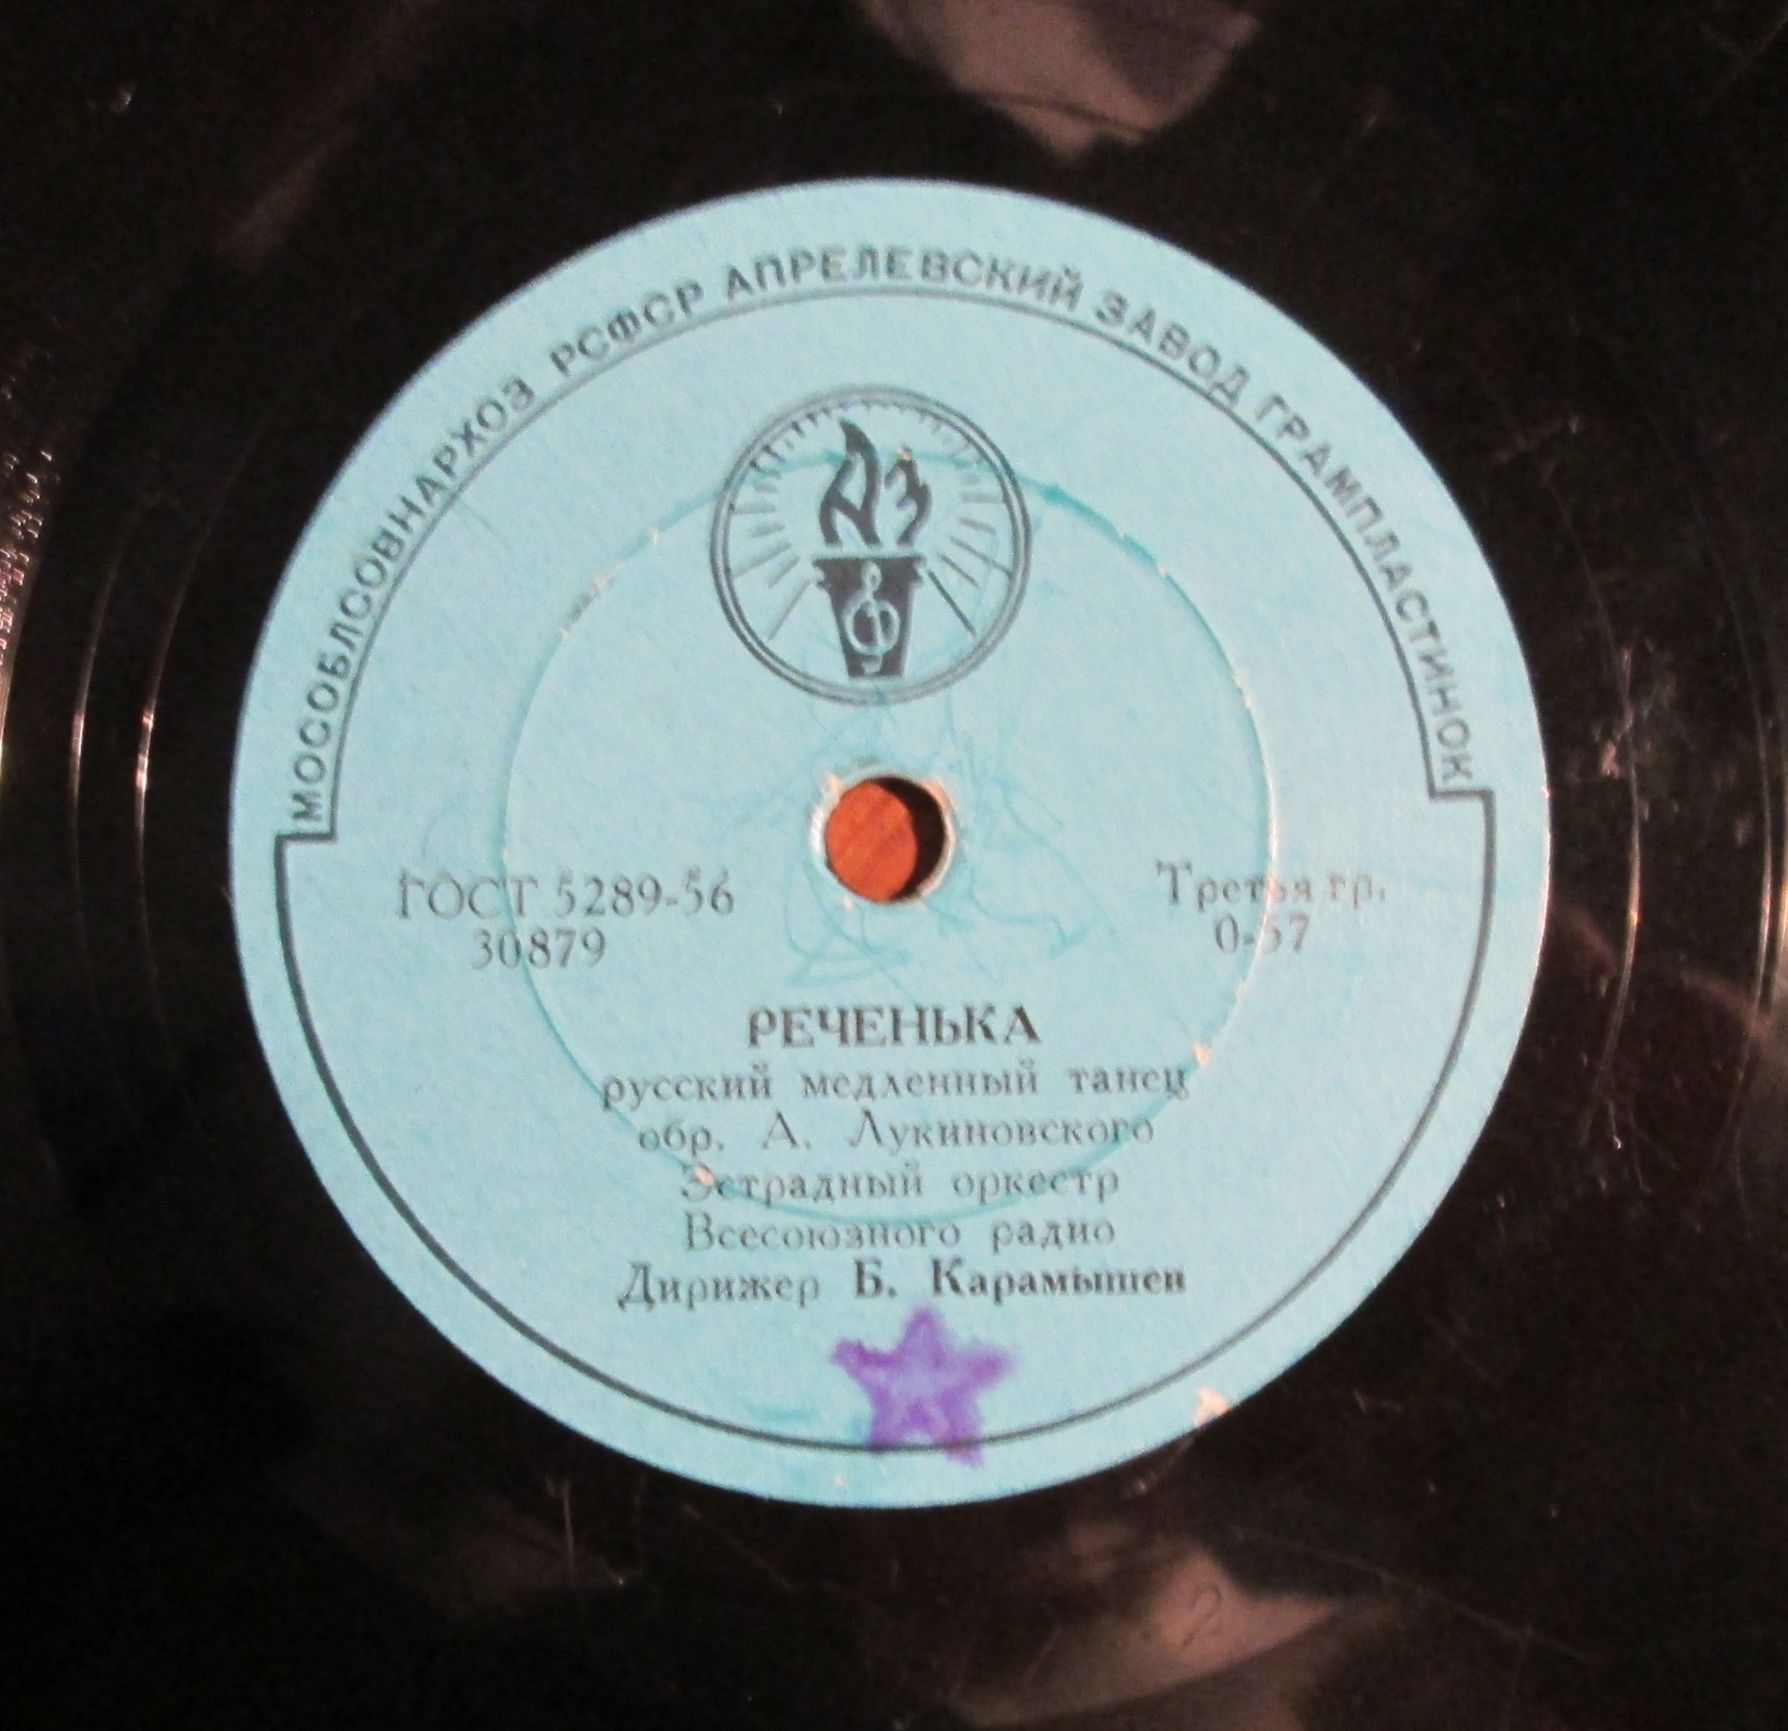 МОСОБЛСОВНАРХОЗ РСФСР АПРЕЛЕВСКИЙ ЗАВОД ГРАМПЛАСТИНОК
АЗ
ГОСТ 5289-56
30879
Третья гр.
0-57
РЕЧЕНЬКА
русский медленный танец
обр. А. Лукиновского
Эстрадный оркестр
Всесоюзного радио
Дирижер Б. Карамышев